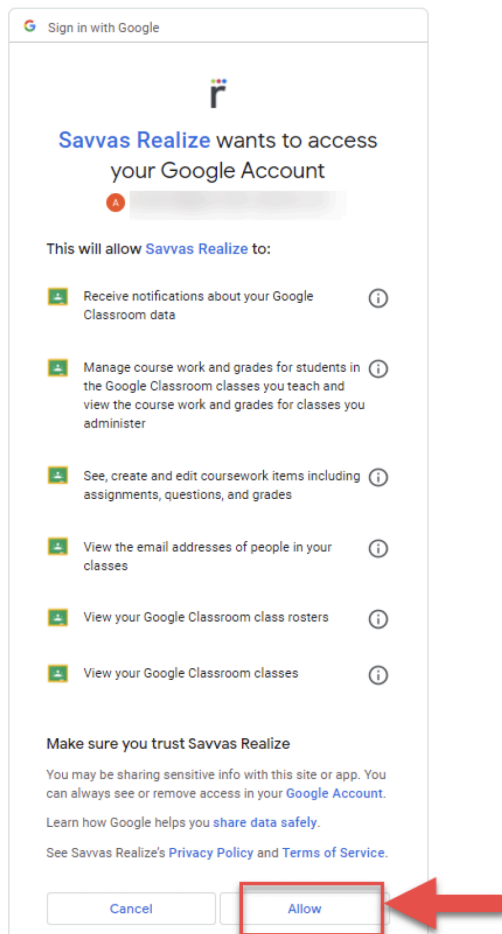 Sign in with Google
r
Savvas Realize wants to access
your Google Account
A
This will allow Savvas Realize to:
Receive notifications about your Google
Classroom data
Manage course work and grades for students in
the Google Classroom classes you teach and
view the course work and grades for classes you
administer
See, create and edit coursework items including
assignments, questions, and grades
View the email addresses of people in your
classes
View your Google Classroom class rosters
View your Google Classroom classes
Make sure you trust Savvas Realize
You may be sharing sensitive info with this site or app. You
can always see or remove access in your Google Account.
Learn how Google helps you share data safely.
See Savvas Realize's Privacy Policy and Terms of Service.
Cancel Allow